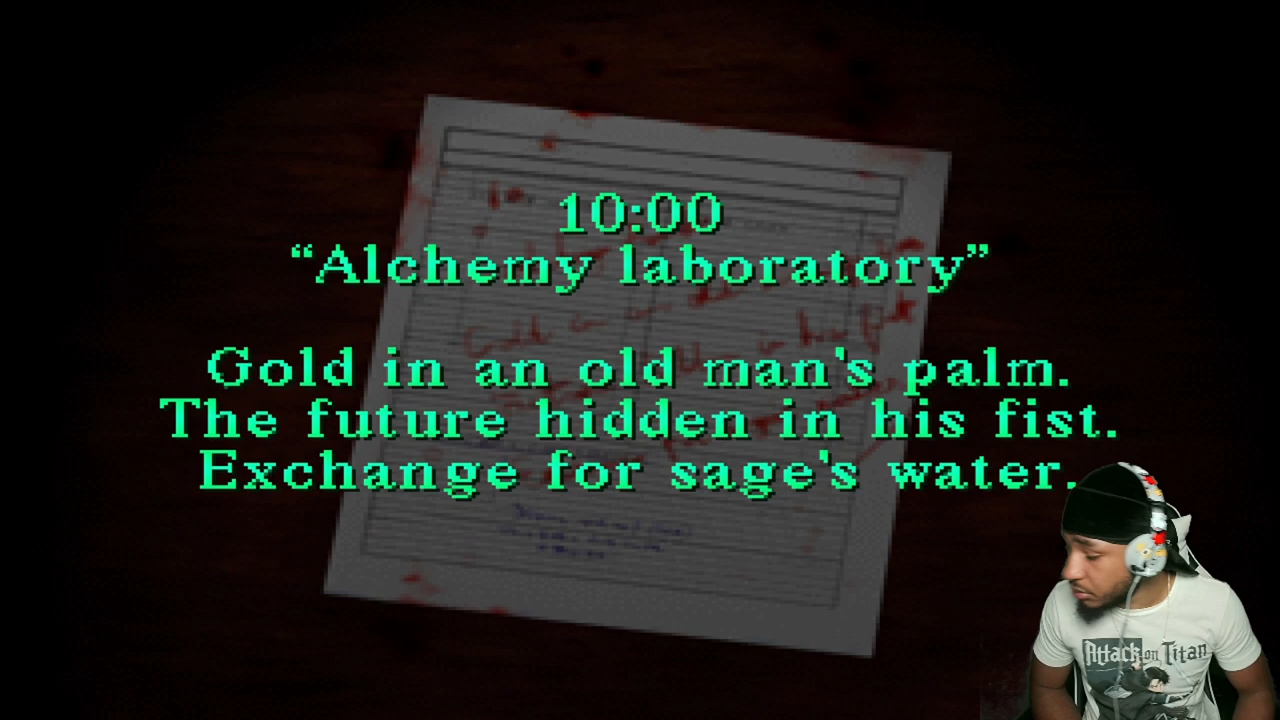 10:00
“Alchemy laboratory”
Gold in an old man's palm.
The future hidden in his fist.
Exchange for sage's water.
Attack on Titan